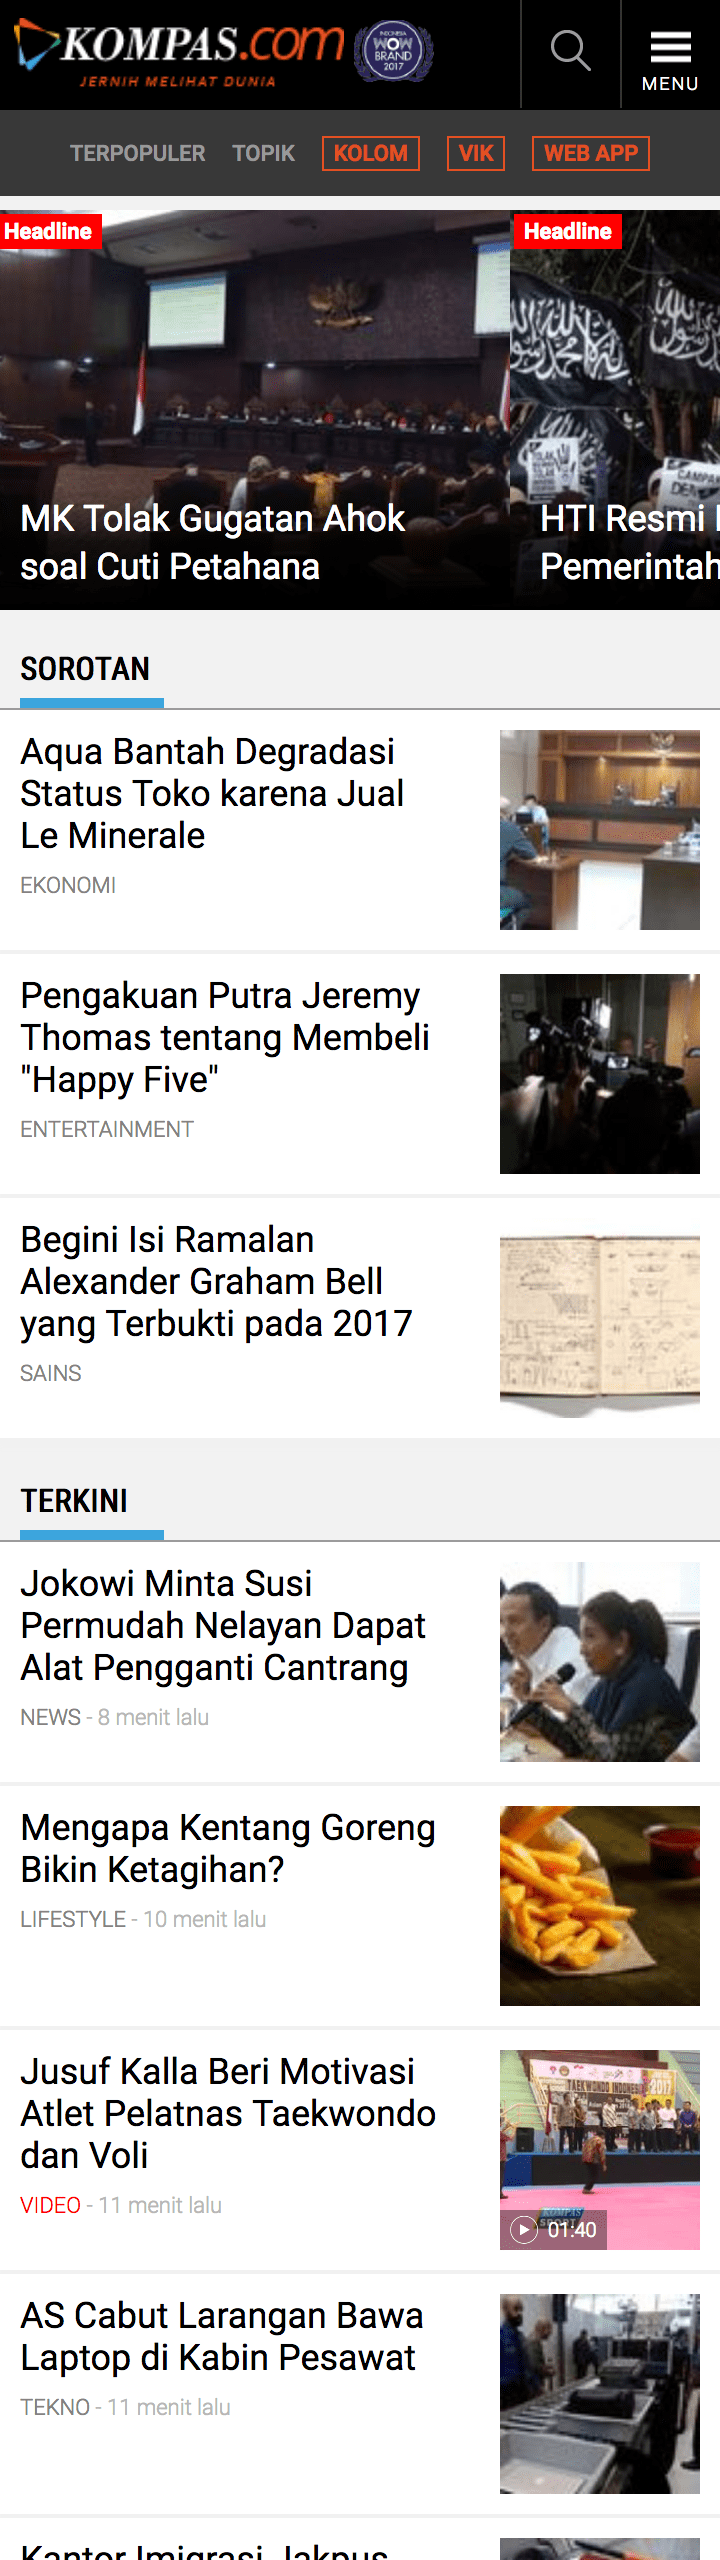 KOMPAS.com
JERNIH MELIHAT DUNIA
INDONESIA
WOW
BRAND
2017
MENU
TERPOPULER TOPIK KOLOM VIK WEB APP
Headline
MK Tolak Gugatan Ahok
soal Cuti Petahana
Headline
HTI Resmi
Pemerintah
SOROTAN
Aqua Bantah Degradasi
Status Toko karena Jual
Le Minerale
EKONOMI
Pengakuan Putra Jeremy
Thomas tentang Membeli
"Happy Five"
ENTERTAINMENT
Begini Isi Ramalan
Alexander Graham Bell
yang Terbukti pada 2017
SAINS
TERKINI
Jokowi Minta Susi
Permudah Nelayan Dapat
Alat Pengganti Cantrang
NEWS - 8 menit lalu
Mengapa Kentang Goreng
Bikin Ketagihan?
LIFESTYLE - 10 menit lalu
Jusuf Kalla Beri Motivasi
Atlet Pelatnas Taekwondo
dan Voli
VIDEO - 11 menit lalu
TAEKWONDO INDONESIA 2017
KOMPAS
SPORT
01:40
AS Cabut Larangan Bawa
Laptop di Kabin Pesawat
TEKNO - 11 menit lalu
Kantor Imigrasi Jakpus